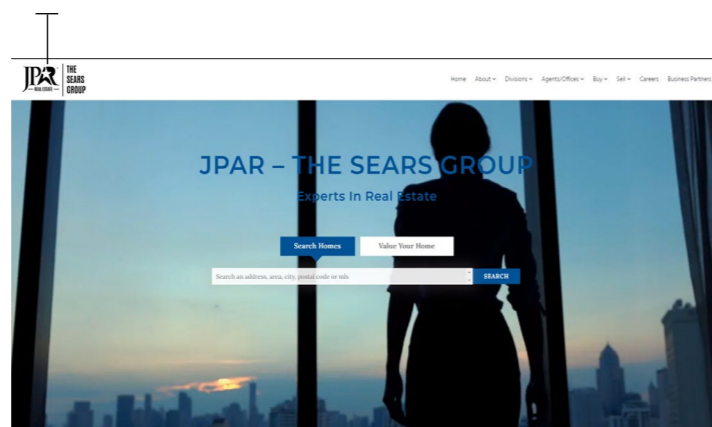 JPAR THE
SEARS
GROUP
— REAL ESTATE —
Home About Divisions Agents/Offices Buy Sell Careers Business Partners
JPAR – THE SEARS GROUP
Experts In Real Estate
Search Homes Value Your Home
Search an address, area, city, postal code or mls SEARCH